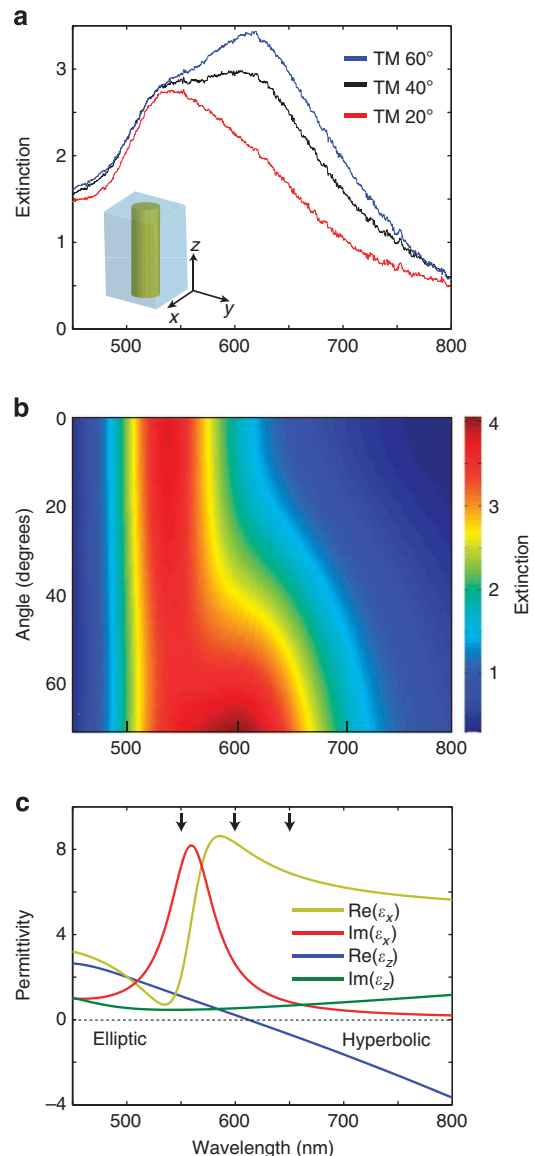 a
Extinction
3
2
1
0
TM 60°
TM 40°
TM 20°
z
x
y
500
600
700
800
b
Angle (degrees)
0
20
40
60
500
600
700
800
4
3
2
1
Extinction
c
Permittivity
8
4
0
−4
Re(εx)
Im(εx)
Re(εz)
Im(εz)
Elliptic
Hyperbolic
500
600
700
800
Wavelength (nm)